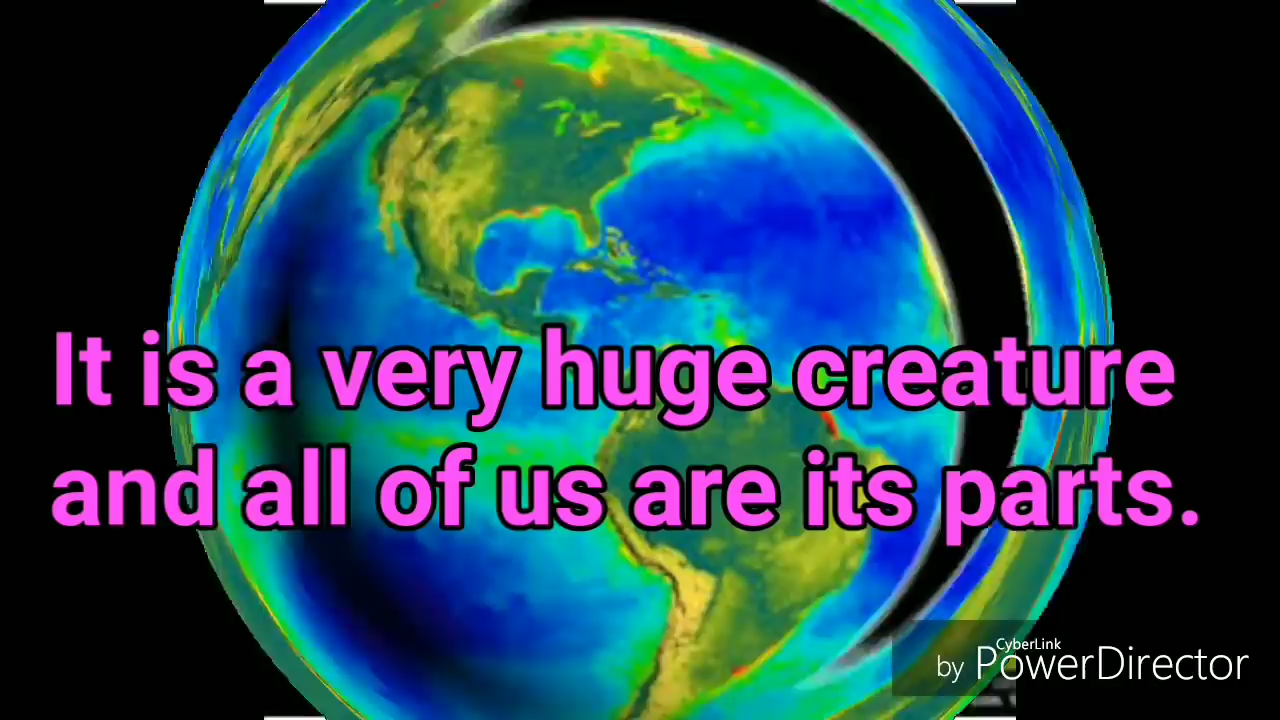 It is a very huge creature
and all of us are its parts.
CyberLink
by PowerDirector